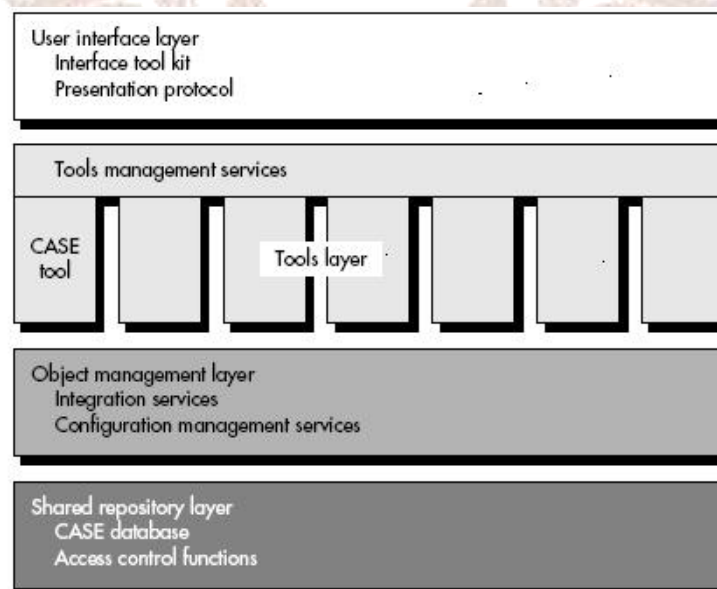 User interface layer
Interface tool kit
Presentation protocol
Tools management services
CASE
tool
Tools layer
Object management layer
Integration services
Configuration management services
Shared repository layer
CASE database
Access control functions